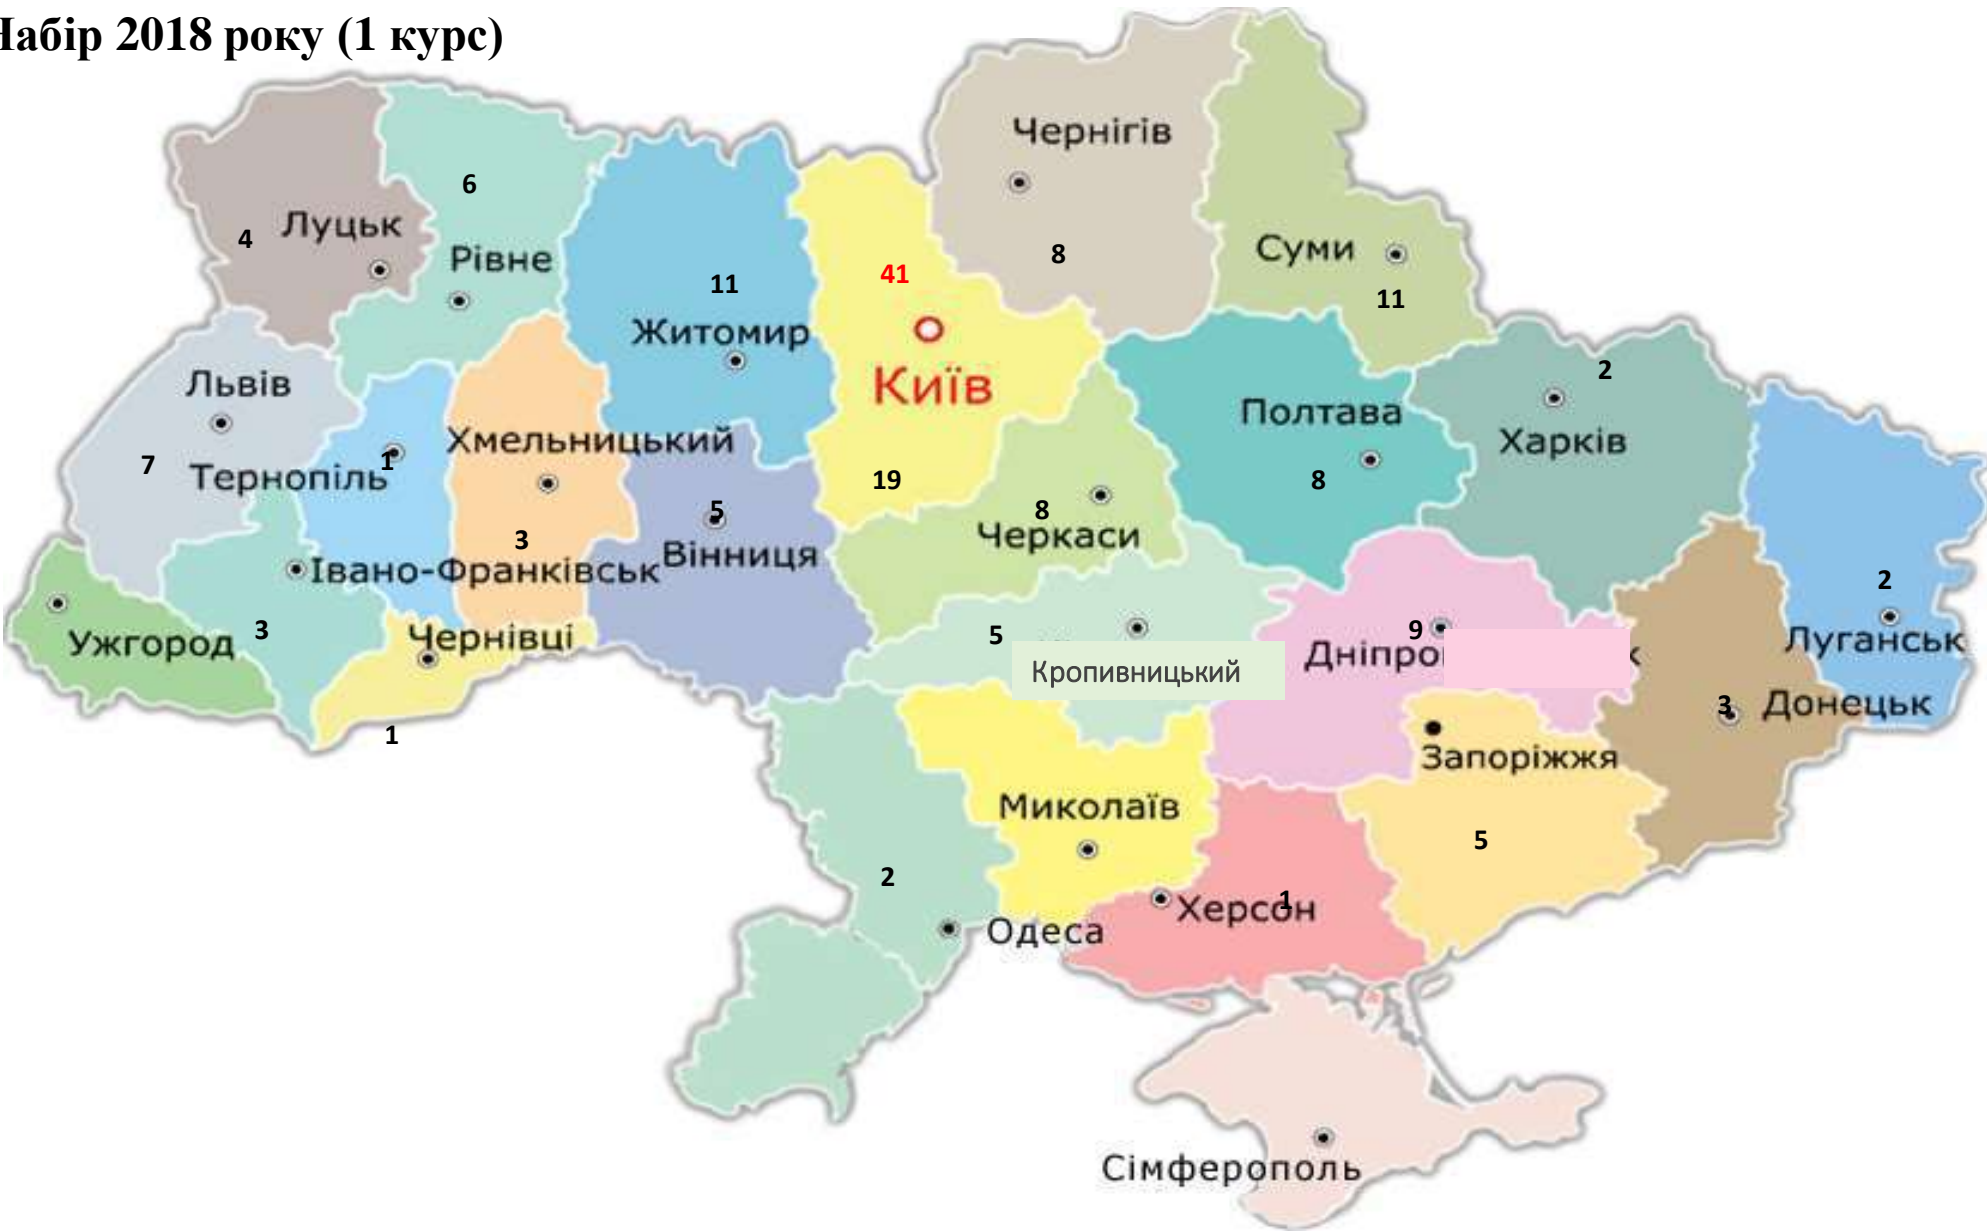 абір 2018 року (1 курс)
Чернігів
6
4
Луцьк
Рівне
8
Суми
11
41
11
Житомир
Київ
2
Львів
Полтава
Харків
Хмельницький
7
Тернопіль
1
19
8
5
8
Черкаси
3
Вінниця
Івано-Франківськ
2
Ужгород
3
Чернівці
5
9
Луганськ
Дніпро
Кропивницький
3
Донецьк
1
Запоріжжя
Миколаїв
5
2
1
Херсон
Одеса
Сімферополь